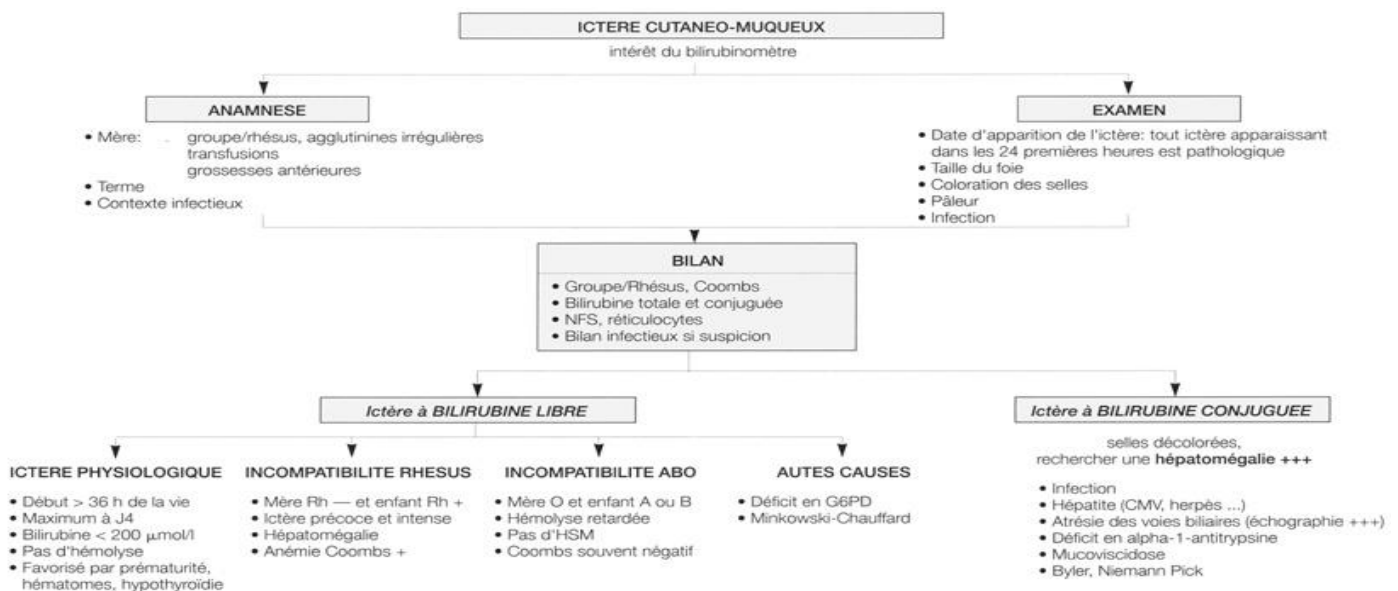 ICTERE CUTANEO-MUQUEUX
intérêt du bilirubinomètre
ANAMNESE
• Mère: groupe/rhésus, agglutinines irrégulières
transfusions
grossesses antérieures
• Terme
• Contexte infectieux
EXAMEN
• Date d'apparition de l'ictère: tout ictère apparaissant
dans les 24 premières heures est pathologique
• Taille du foie
• Coloration des selles
• Pâleur
• Infection
BILAN
• Groupe/Rhésus, Coombs
• Bilirubine totale et conjuguée
• NFS, réticulocytes
• Bilan infectieux si suspicion
Ictère à BILIRUBINE LIBRE
ICTERE PHYSIOLOGIQUE
• Début > 36 h de la vie
• Maximum à J4
• Bilirubine < 200 µmol/l
• Pas d'hémolyse
• Favorisé par prématurité,
hématomes, hypothyroïdie
INCOMPATIBILITE RHESUS
• Mère Rh — et enfant Rh +
• Ictère précoce et intense
• Hépatomégalie
• Anémie Coombs +
INCOMPATIBILITE ABO
• Mère O et enfant A ou B
• Hémolyse retardée
• Pas d'HSM
• Coombs souvent négatif
AUTES CAUSES
• Déficit en G6PD
• Minkowski-Chauffard
Ictère à BILIRUBINE CONJUGUEE
selles décolorées,
rechercher une hépatomégalie +++
• Infection
• Hépatite (CMV, herpès ...)
• Atrésie des voies biliaires (échographie +++)
• Déficit en alpha-1-antitrypsine
• Mucoviscidose
• Byler, Niemann Pick